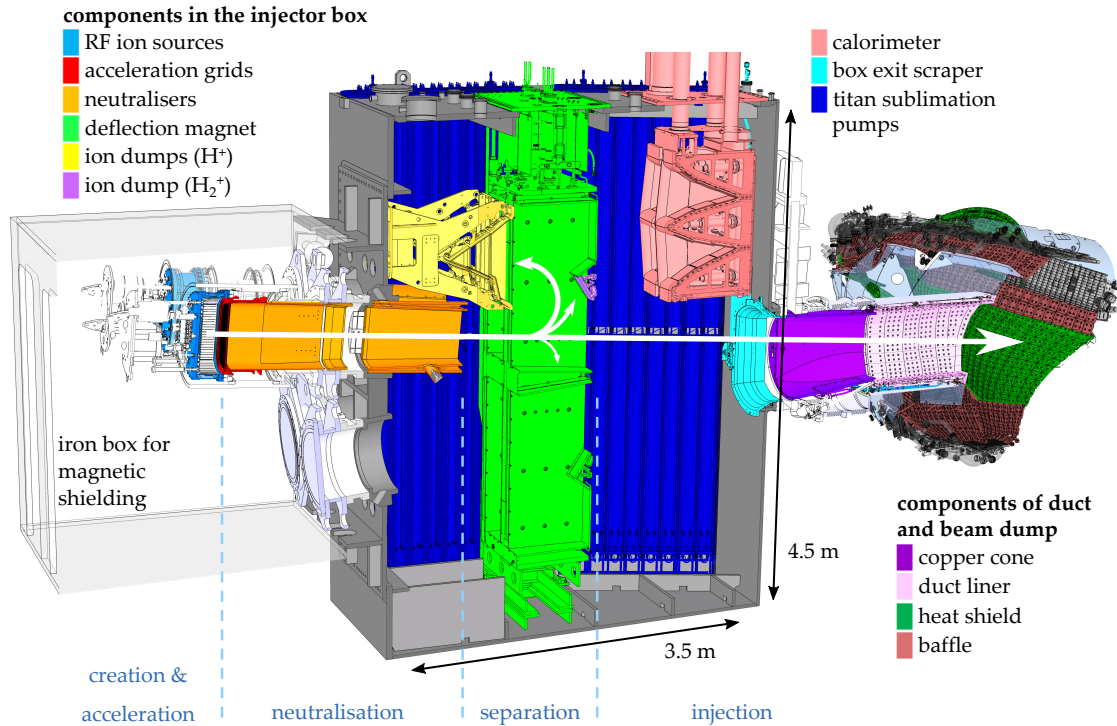 components in the injector box
RF ion sources
acceleration grids
neutralisers
deflection magnet
ion dumps (H⁺)
ion dump (H₂⁺)
calorimeter
box exit scraper
titan sublimation
pumps
iron box for
magnetic
shielding
4.5 m
3.5 m
components of duct
and beam dump
copper cone
duct liner
heat shield
baffle
creation &
acceleration
neutralisation
separation
injection